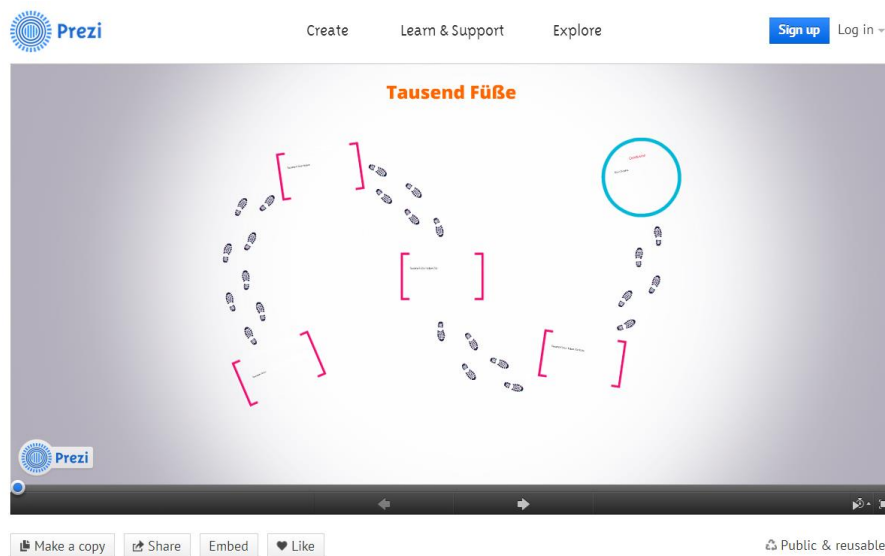 Prezi
Create Learn & Support Explore
Sign up Log in
Tausend Füße
Prezi
Make a copy Share Embed Like
Public & reusable